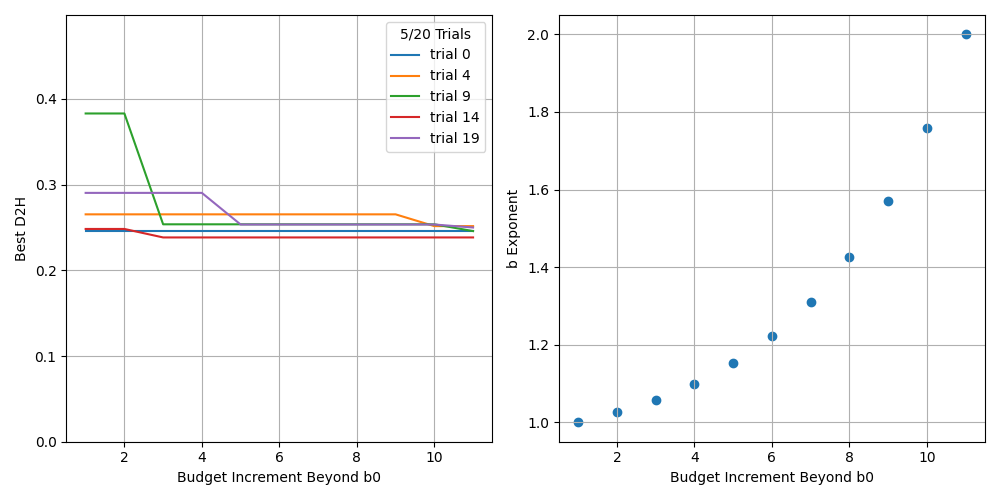 5/20 Trials
trial 0
trial 4
trial 9
trial 14
trial 19
0.4
0.3
0.2
0.1
0.0
Best D2H
2 4 6 8 10
Budget Increment Beyond b0
2.0
1.8
1.6
1.4
1.2
1.0
b Exponent
2 4 6 8 10
Budget Increment Beyond b0